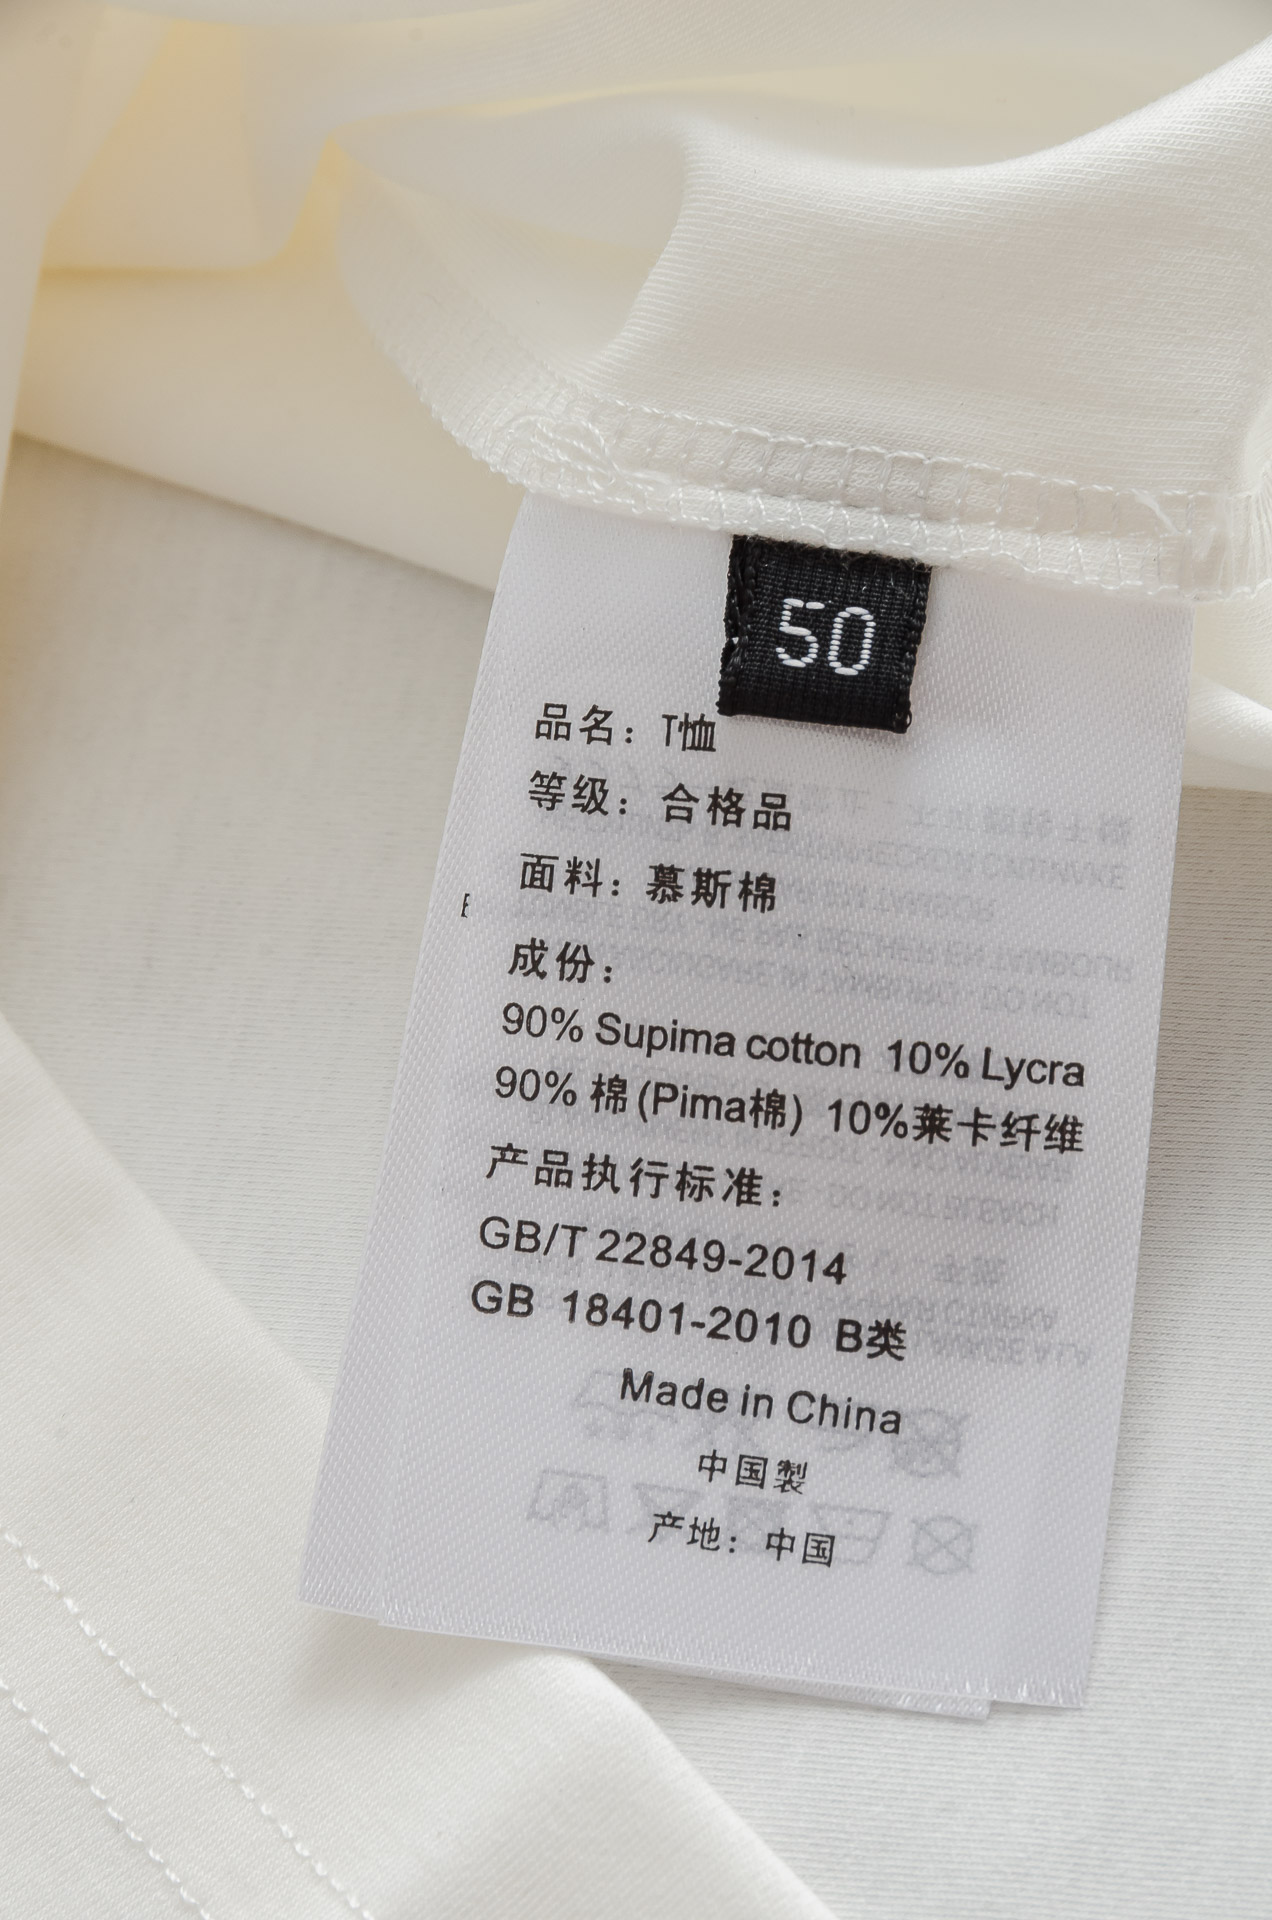 50
品名：T恤
等级：合格品
面料：慕斯棉
成份：
90% Supima cotton 10% Lycra
90% 棉 (Pima棉) 10%莱卡纤维
产品执行标准：
GB/T 22849-2014
GB 18401-2010 B类
Made in China
中国製
产地：中国